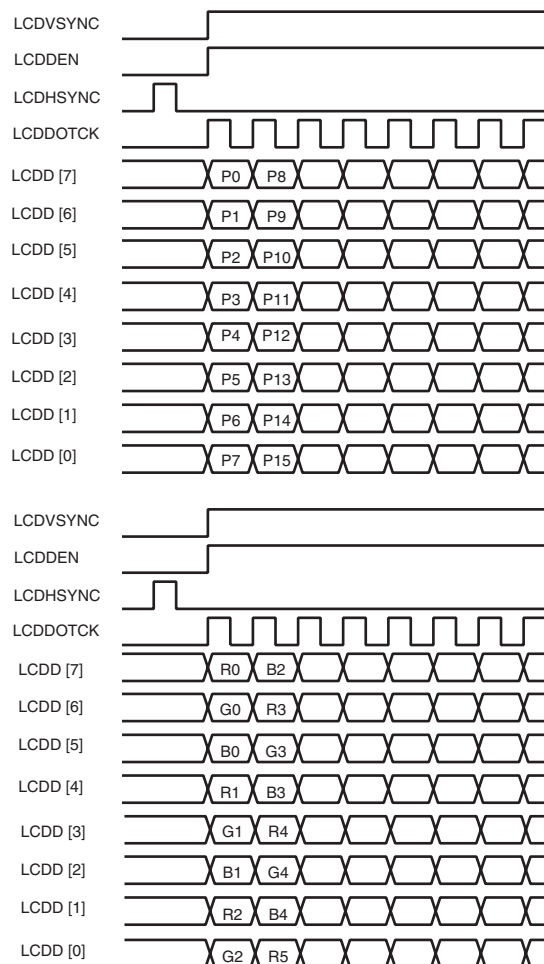 LCDVSYNC
LCDDEN
LCDHSYNC
LCDDOTCK
LCDD [7] P0 P8
LCDD [6] P1 P9
LCDD [5] P2 P10
LCDD [4] P3 P11
LCDD [3] P4 P12
LCDD [2] P5 P13
LCDD [1] P6 P14
LCDD [0] P7 P15
LCDVSYNC
LCDDEN
LCDHSYNC
LCDDOTCK
LCDD [7] R0 B2
LCDD [6] G0 R3
LCDD [5] B0 G3
LCDD [4] R1 B3
LCDD [3] G1 R4
LCDD [2] B1 G4
LCDD [1] R2 B4
LCDD [0] G2 R5